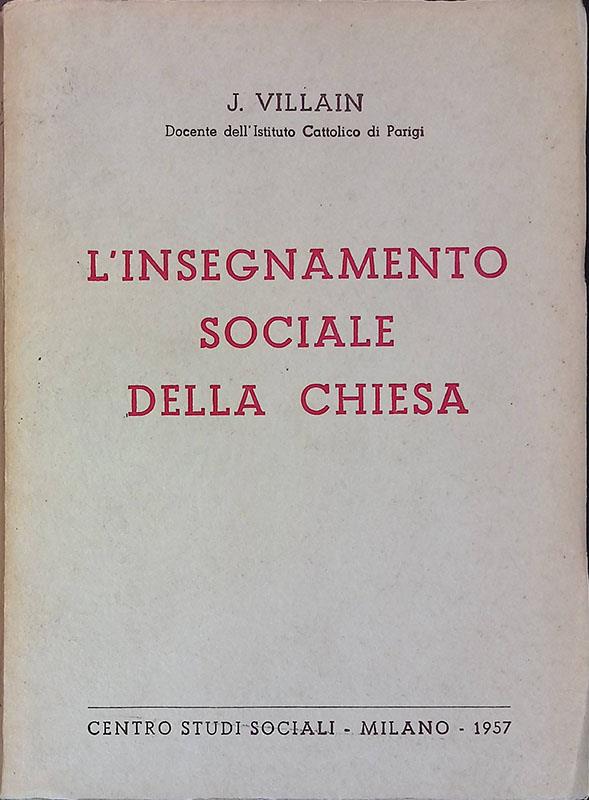 J. VILLAIN
Docente dell'Istituto Cattolico di Parigi
L'INSEGNAMENTO
SOCIALE
DELLA CHIESA
CENTRO STUDI SOCIALI - MILANO - 1957